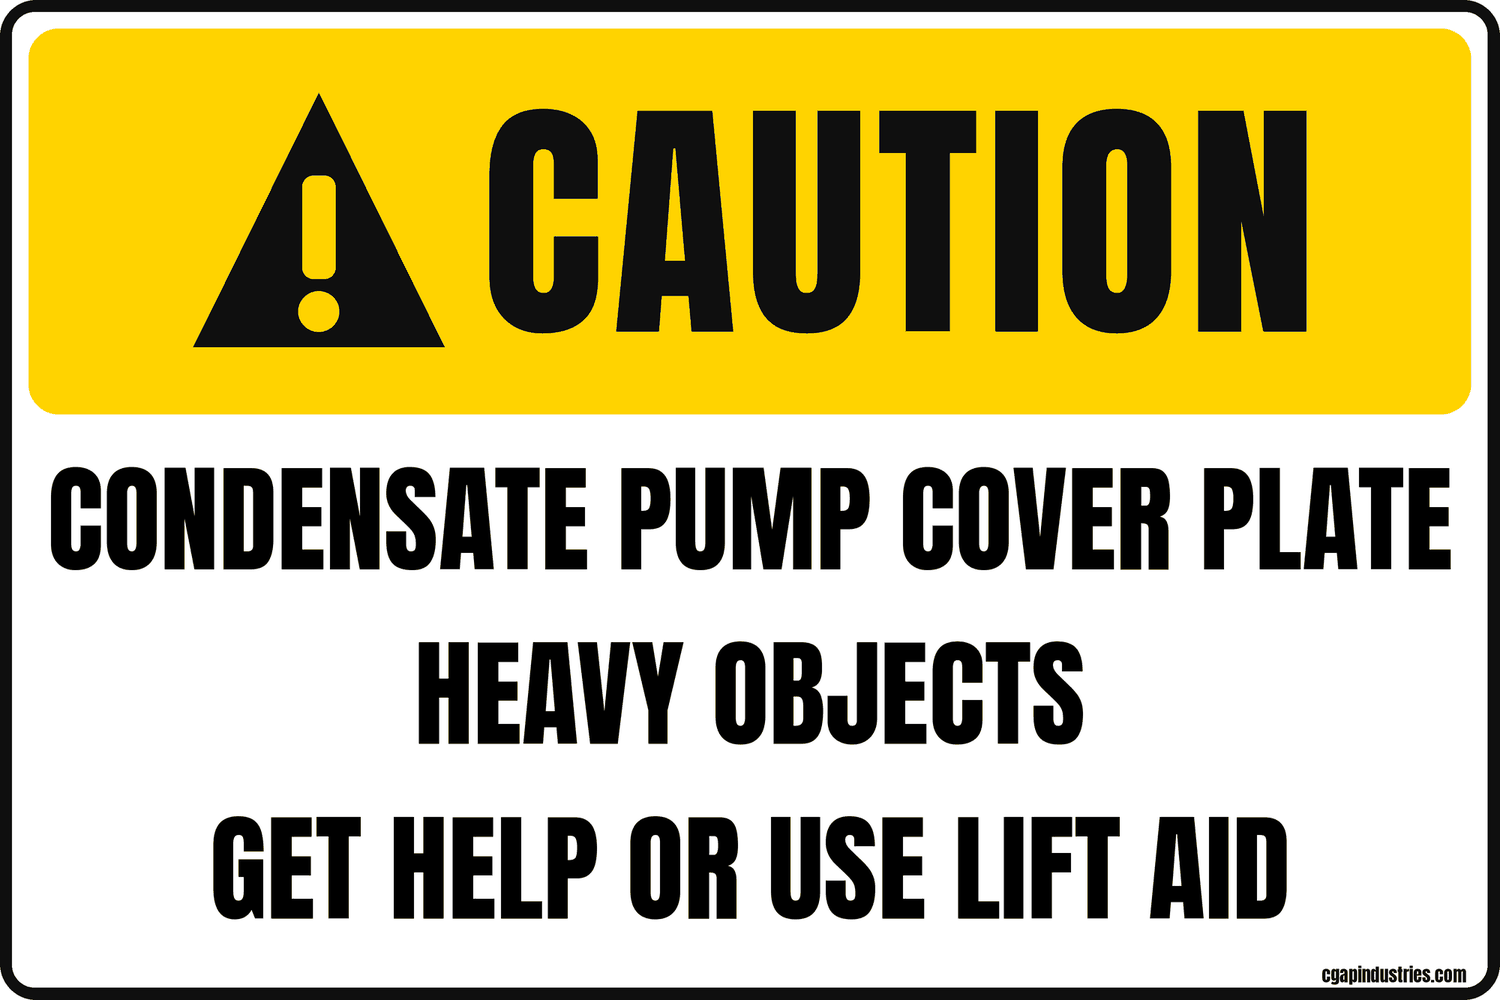 CAUTION
CONDENSATE PUMP COVER PLATE
HEAVY OBJECTS
GET HELP OR USE LIFT AID
cgapindustries.com